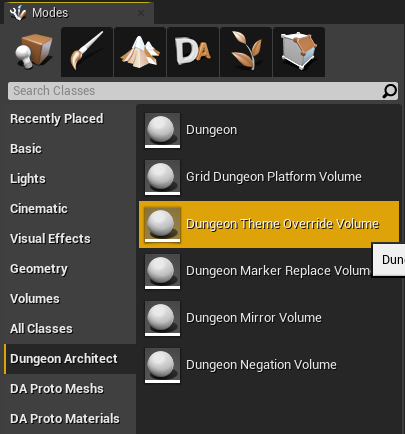 Modes
DA
Search Classes
Recently Placed
Basic
Lights
Cinematic
Visual Effects
Geometry
Volumes
All Classes
Dungeon Architect
DA Proto Meshs
DA Proto Materials
Dungeon
Grid Dungeon Platform Volume
Dungeon Theme Override Volume
Dungeon Marker Replace Volum
Dungeon Mirror Volume
Dungeon Negation Volume